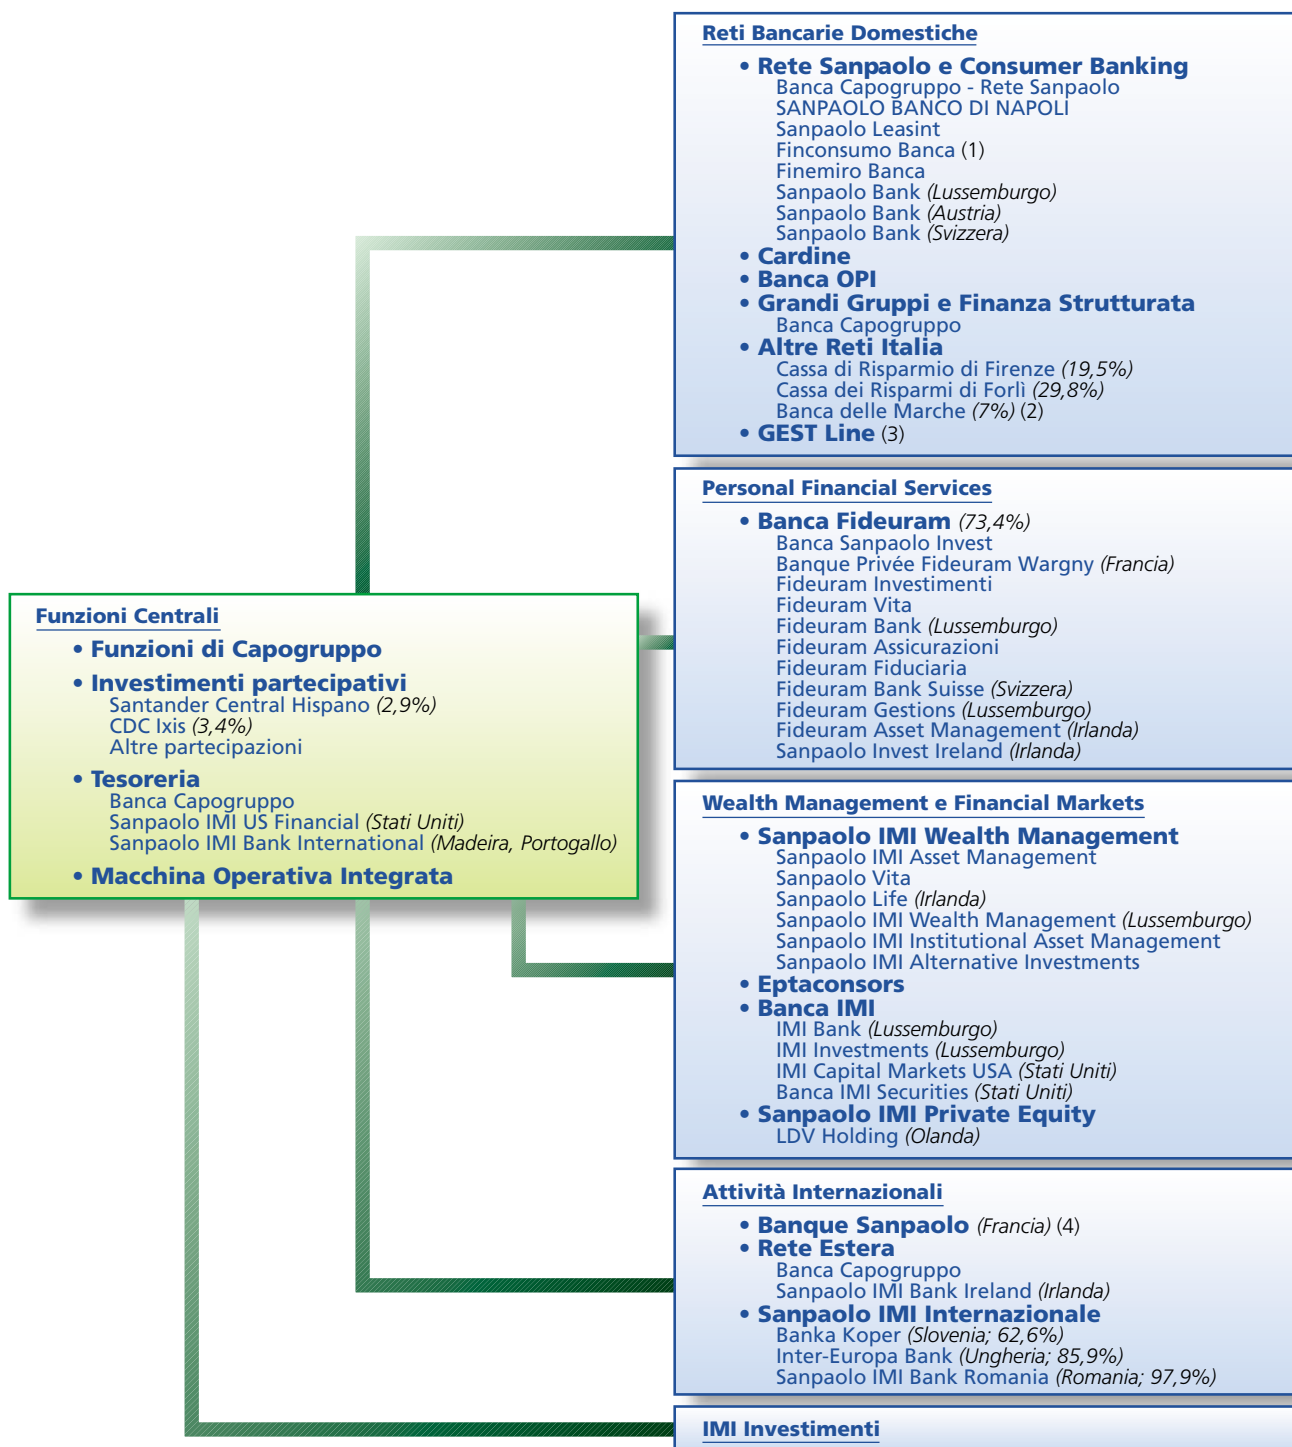 Reti Bancarie Domestiche
• Rete Sanpaolo e Consumer Banking
Banca Capogruppo - Rete Sanpaolo
SANPAOLO BANCO DI NAPOLI
Sanpaolo Leasint
Finconsumo Banca (1)
Finemiro Banca
Sanpaolo Bank (Lussemburgo)
Sanpaolo Bank (Austria)
Sanpaolo Bank (Svizzera)
• Cardine
• Banca OPI
• Grandi Gruppi e Finanza Strutturata
Banca Capogruppo
• Altre Reti Italia
Cassa di Risparmio di Firenze (19,5%)
Cassa dei Risparmi di Forlì (29,8%)
Banca delle Marche (7%) (2)
• GEST Line (3)
Personal Financial Services
• Banca Fideuram (73,4%)
Banca Sanpaolo Invest
Banque Privée Fideuram Wargny (Francia)
Fideuram Investimenti
Fideuram Vita
Fideuram Bank (Lussemburgo)
Fideuram Assicurazioni
Fideuram Fiduciaria
Fideuram Bank Suisse (Svizzera)
Fideuram Gestions (Lussemburgo)
Fideuram Asset Management (Irlanda)
Sanpaolo Invest Ireland (Irlanda)
Funzioni Centrali
• Funzioni di Capogruppo
• Investimenti partecipativi
Santander Central Hispano (2,9%)
CDC Ixis (3,4%)
Altre partecipazioni
• Tesoreria
Banca Capogruppo
Sanpaolo IMI US Financial (Stati Uniti)
Sanpaolo IMI Bank International (Madeira, Portogallo)
• Macchina Operativa Integrata
Wealth Management e Financial Markets
• Sanpaolo IMI Wealth Management
Sanpaolo IMI Asset Management
Sanpaolo Vita
Sanpaolo Life (Irlanda)
Sanpaolo IMI Wealth Management (Lussemburgo)
Sanpaolo IMI Institutional Asset Management
Sanpaolo IMI Alternative Investments
• Eptaconsors
• Banca IMI
IMI Bank (Lussemburgo)
IMI Investments (Lussemburgo)
IMI Capital Markets USA (Stati Uniti)
Banca IMI Securities (Stati Uniti)
• Sanpaolo IMI Private Equity
LDV Holding (Olanda)
Attività Internazionali
• Banque Sanpaolo (Francia) (4)
• Rete Estera
Banca Capogruppo
Sanpaolo IMI Bank Ireland (Irlanda)
• Sanpaolo IMI Internazionale
Banka Koper (Slovenia; 62,6%)
Inter-Europa Bank (Ungheria; 85,9%)
Sanpaolo IMI Bank Romania (Romania; 97,9%)
IMI Investimenti